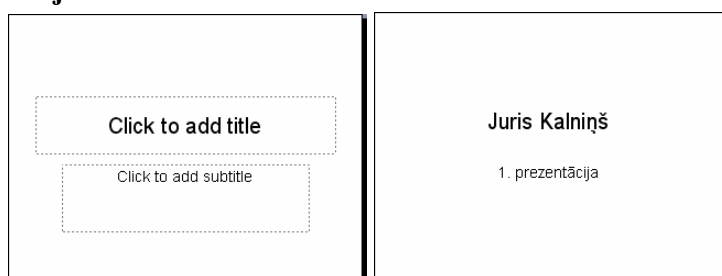 Click to add title
Click to add subtitle
Juris Kalniņš
1. prezentācija